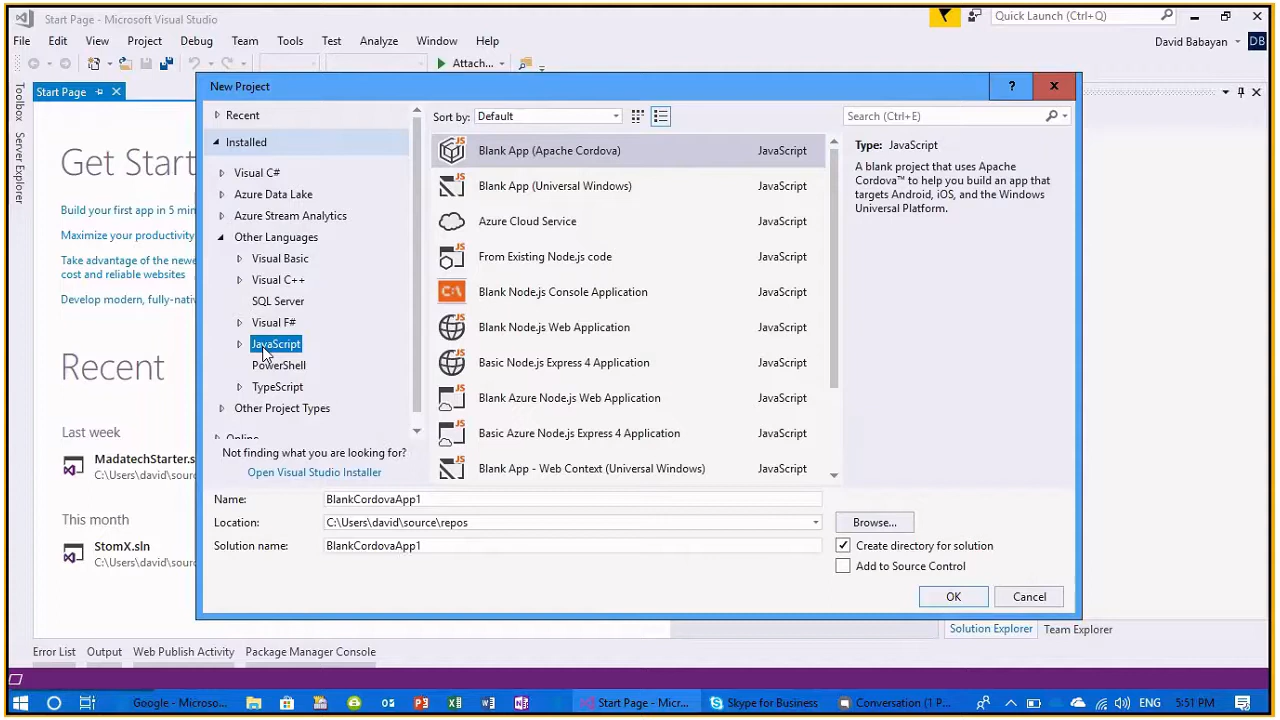 Start Page - Microsoft Visual Studio
Quick Launch (Ctrl+Q)
File Edit View Project Debug Team Tools Test Analyze Window Help
David Babayan DB
Attach...
Toolbox
Server Explorer
Start Page
Get Start
Build your first app in 5 min
Maximize your productivity
Take advantage of the newe
cost and reliable websites
Develop modern, fully-nativ
Recent
Last week
MadatechStarter.s
C:\Users\david\sourc
This month
StomX.sln
C:\Users\david\sourc
New Project
?
Recent
Installed
Visual C#
Azure Data Lake
Azure Stream Analytics
Other Languages
Visual Basic
Visual C++
SQL Server
Visual F#
JavaScript
PowerShell
TypeScript
Other Project Types
Online
Not finding what you are looking for?
Open Visual Studio Installer
Sort by: Default
Search (Ctrl+E)
Blank App (Apache Cordova) JavaScript
Blank App (Universal Windows) JavaScript
Azure Cloud Service JavaScript
From Existing Node.js code JavaScript
Blank Node.js Console Application JavaScript
Blank Node.js Web Application JavaScript
Basic Node.js Express 4 Application JavaScript
Blank Azure Node.js Web Application JavaScript
Basic Azure Node.js Express 4 Application JavaScript
Blank App - Web Context (Universal Windows) JavaScript
Type: JavaScript
A blank project that uses Apache
Cordova™ to help you build an app that
targets Android, iOS, and the Windows
Universal Platform.
Name: BlankCordovaApp1
Location: C:\Users\david\source\repos
Browse...
Solution name: BlankCordovaApp1
Create directory for solution
Add to Source Control
OK Cancel
Solution Explorer Team Explorer
Error List Output Web Publish Activity Package Manager Console
Google - Microso... Start Page - Micr... Skype for Business Conversation (1 P... ENG 5:51 PM